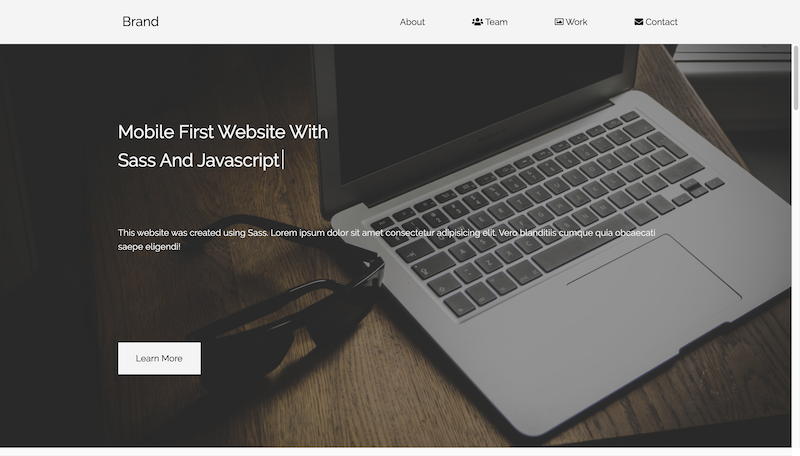 Brand
About
Team
Work
Contact
Mobile First Website With
Sass And Javascript
This website was created using Sass. Lorem ipsum dolor sit amet consectetur adipisicing elit. Vero blanditiis cumque quia obcaecati
saepe eligendi!
Learn More